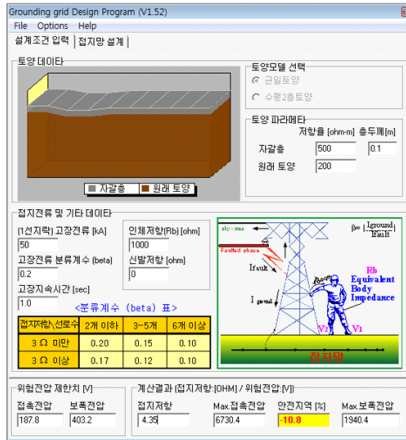 Grounding grid Design Program (V1.52)
File Options Help
설계조건 입력 접지망 설계
토양 데이타
토양모델 선택
균일토양
수평2층토양
자갈층 원래 토양
토양 파라메타
저항율 [ohm-m] 층두께[m]
자갈층 500 0.1
원래 토양 200
접지전류 및 기타 데이타
(1선지락) 고장전류 [kA] 인체저항(Rb) [ohm]
50 1000
고장전류 분류계수 (beta) 신발저항 [ohm]
0.2 0
고장지속시간 [sec]
1.0
<분류계수 (beta) 표>
접지저항\선로수 2개 이하 3~5개 6개 이상
3 Ω 미만 0.20 0.15 0.10
3 Ω 이상 0.17 0.12 0.10
β= Iground
Ifault
Faulted phase
Ifault
I grond
Rb
Equivalent
Body
Impedance
접지망
위험전압 제한치 [V]
접촉전압 보폭전압
187.8 403.2
계산결과 (접지저항:[OHM] / 위험전압:[V])
접지저항 Max.접촉전압 안전지역 [%] Max.보폭전압
4.35 6730.4 -10.8 1940.4